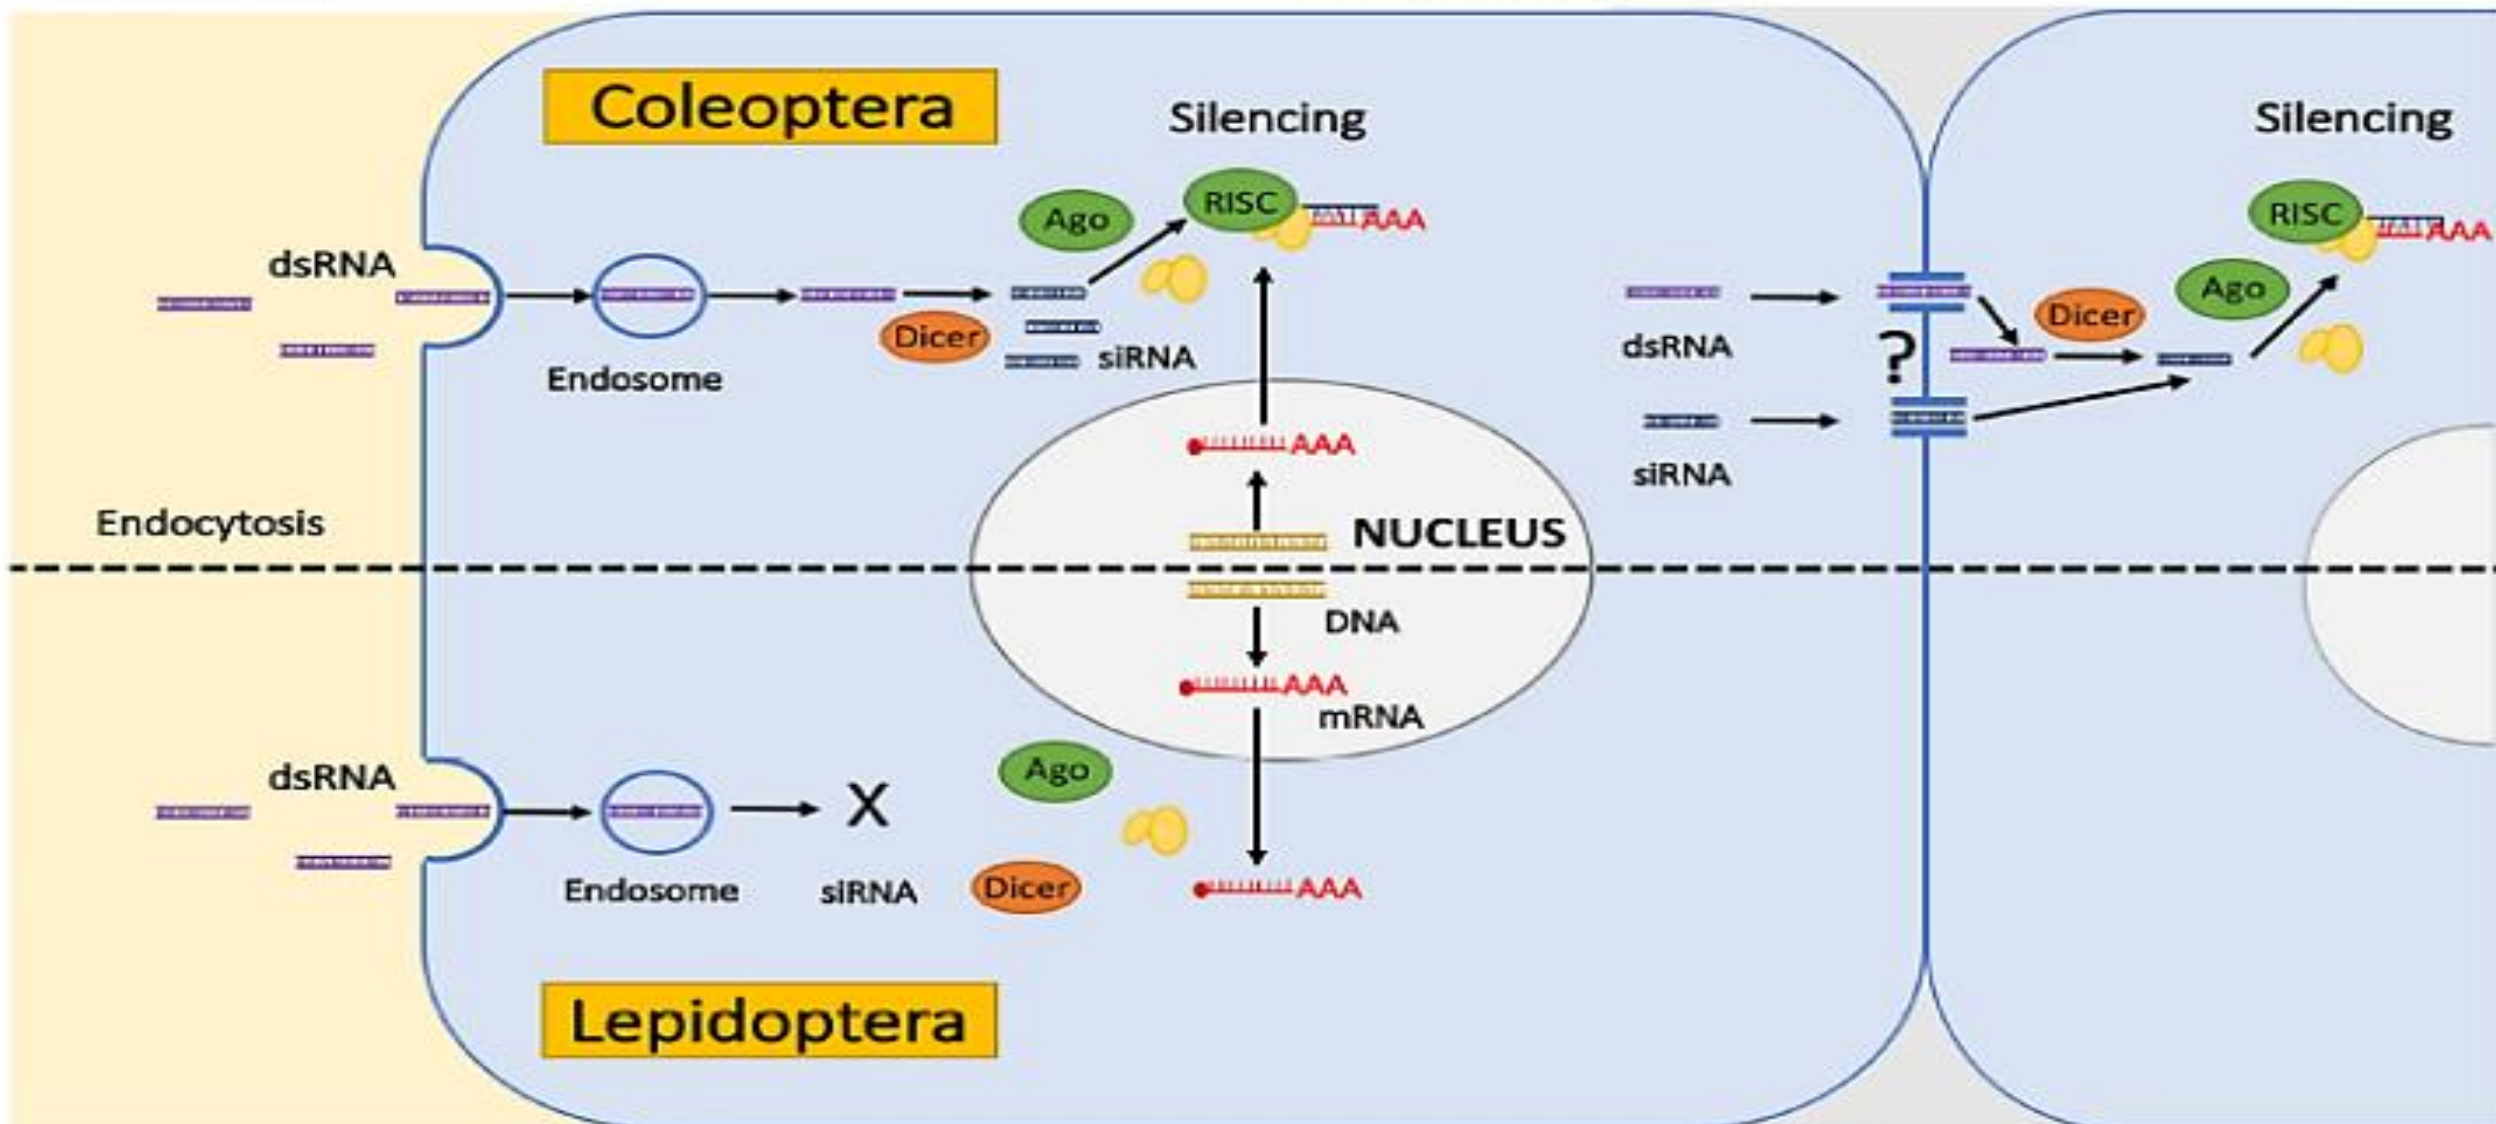 Coleoptera
Silencing
Silencing
RISC
AAA
Ago
dsRNA
Dicer
siRNA
Endosome
RISC
AAA
Ago
Dicer
dsRNA
?
siRNA
AAA
Endocytosis
NUCLEUS
DNA
AAA
mRNA
dsRNA
Ago
X
Endosome
siRNA
Dicer
AAA
Lepidoptera